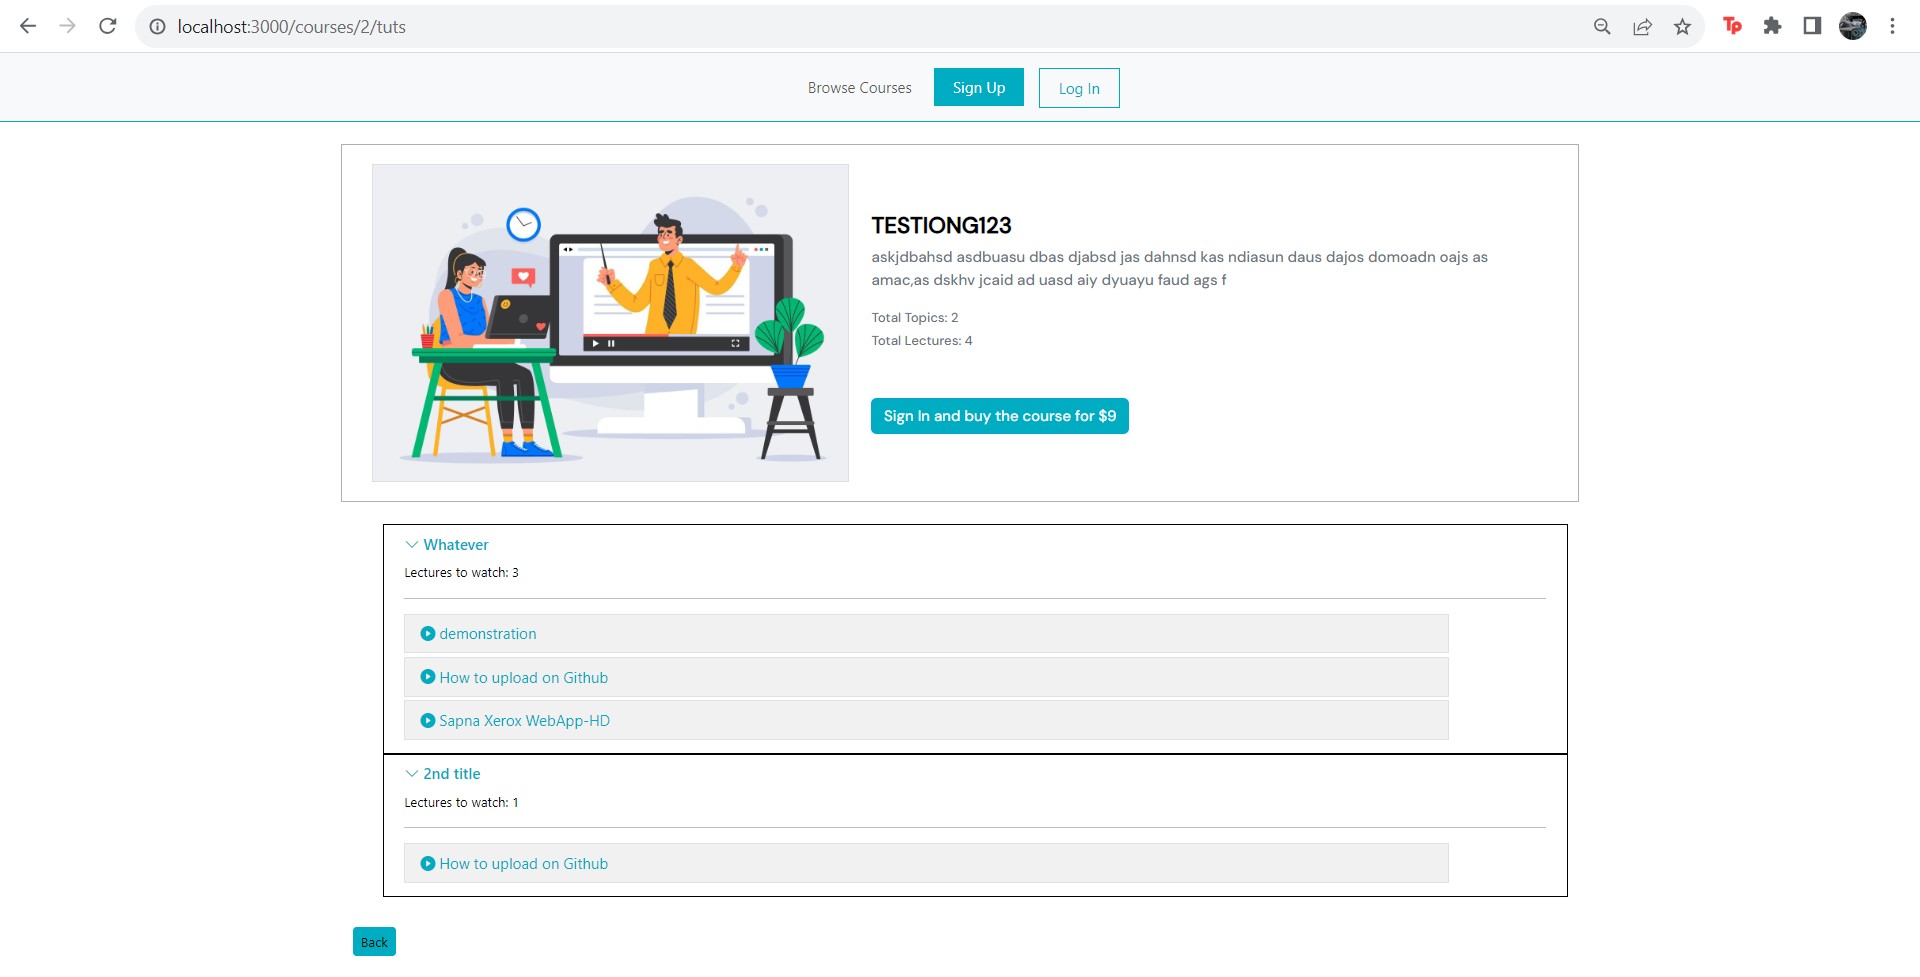 localhost:3000/courses/2/tuts
Tp
Browse Courses
Sign Up
Log In
TESTIONG123
askjdbahsd asdbuasu dbas djabsd jas dahnsd kas ndiasun daus dajos domoadn oajs as
amac,as dskhv jcaid ad uasd aiy dyuayu faud ags f
Total Topics: 2
Total Lectures: 4
Sign In and buy the course for $9
Whatever
Lectures to watch: 3
demonstration
How to upload on Github
Sapna Xerox WebApp-HD
2nd title
Lectures to watch: 1
How to upload on Github
Back